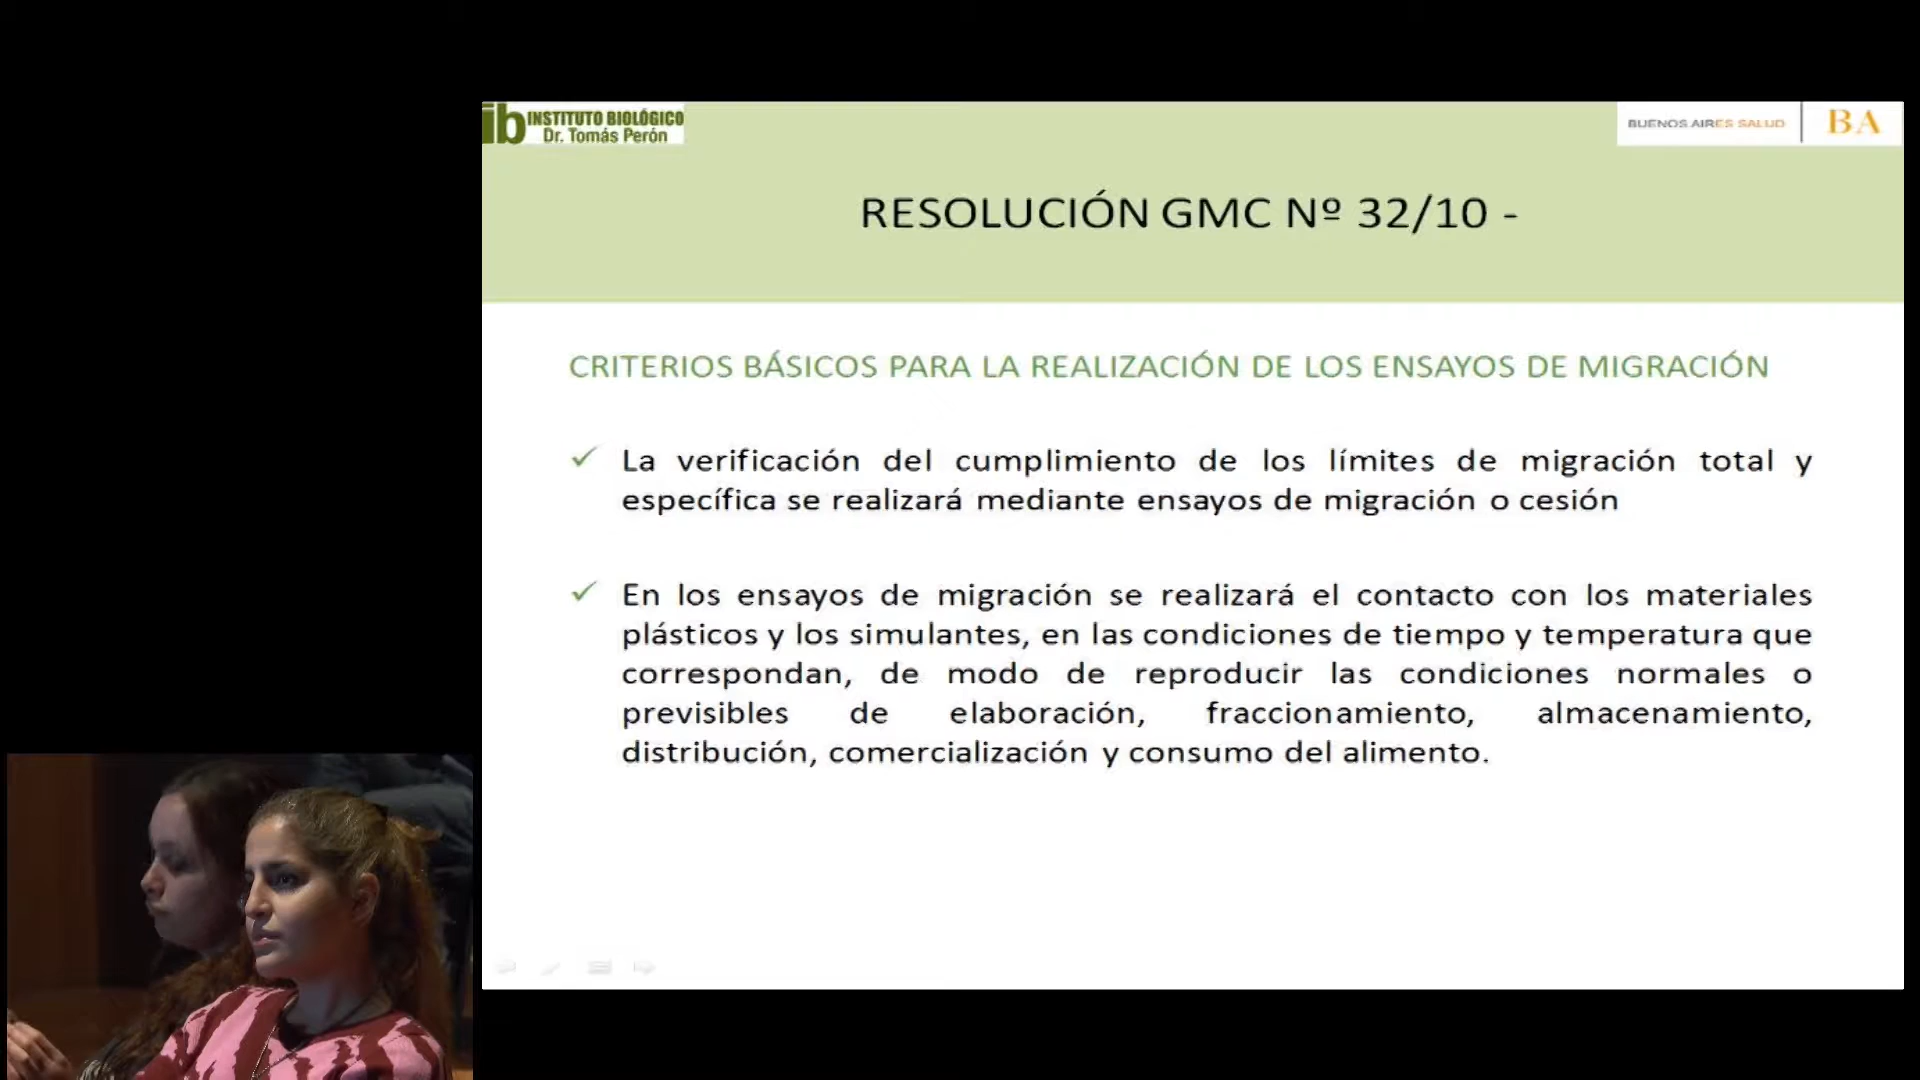 ib INSTITUTO BIOLÓGICO
Dr. Tomás Perón
BUENOS AIRES SALUD
BA
RESOLUCIÓN GMC Nº 32/10 -
CRITERIOS BÁSICOS PARA LA REALIZACIÓN DE LOS ENSAYOS DE MIGRACIÓN
La verificación del cumplimiento de los límites de migración total y
específica se realizará mediante ensayos de migración o cesión
En los ensayos de migración se realizará el contacto con los materiales
plásticos y los simulantes, en las condiciones de tiempo y temperatura que
correspondan, de modo de reproducir las condiciones normales o
previsibles de elaboración, fraccionamiento, almacenamiento,
distribución, comercialización y consumo del alimento.